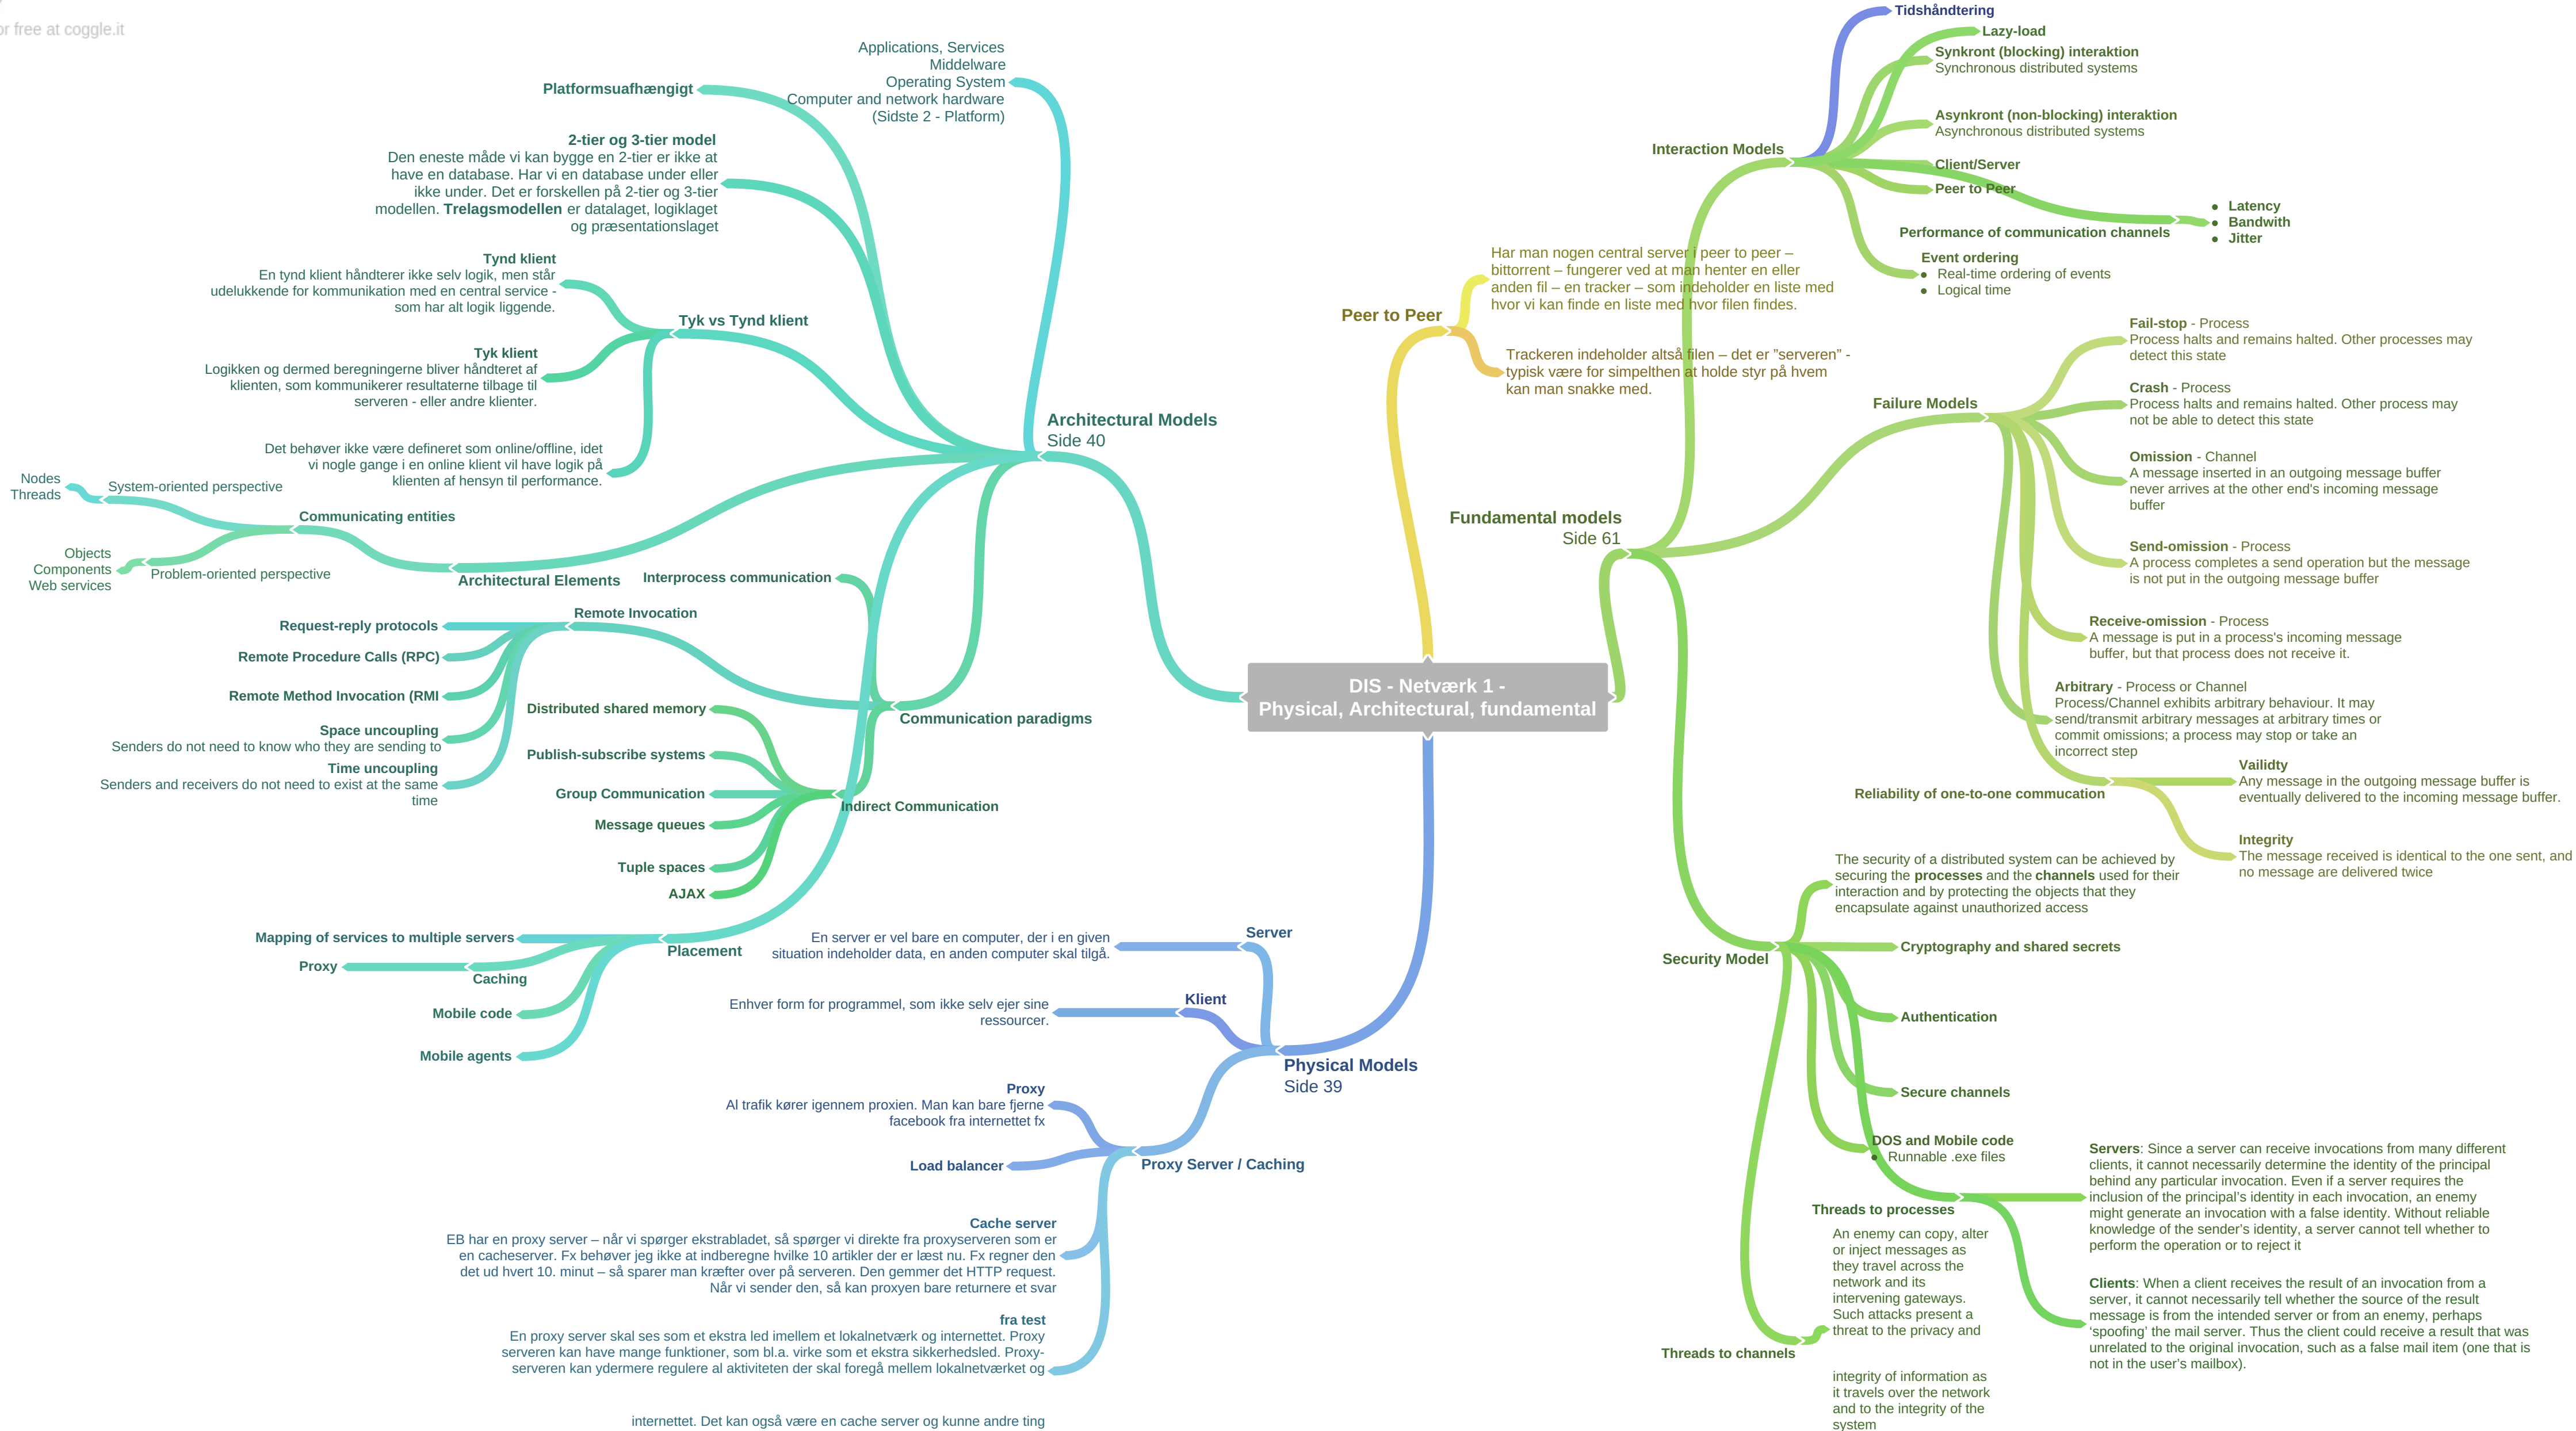 or free at coggle.it
DIS - Netværk 1 -
Physical, Architectural, fundamental
Architectural Models
Side 40
Applications, Services
Middelware
Operating System
Computer and network hardware
(Sidste 2 - Platform)
Platformsuafhængigt
2-tier og 3-tier model
Den eneste måde vi kan bygge en 2-tier er ikke at
have en database. Har vi en database under eller
ikke under. Det er forskellen på 2-tier og 3-tier
modellen. Trelagsmodellen er datalaget, logiklaget
og præsentationslaget
Tyk vs Tynd klient
Tynd klient
En tynd klient håndterer ikke selv logik, men står
udelukkende for kommunikation med en central service -
som har alt logik liggende.
Tyk klient
Logikken og dermed beregningerne bliver håndteret af
klienten, som kommunikerer resultaterne tilbage til
serveren - eller andre klienter.
Det behøver ikke være defineret som online/offline, idet
vi nogle gange i en online klient vil have logik på
klienten af hensyn til performance.
Architectural Elements
Communicating entities
System-oriented perspective
Nodes
Threads
Problem-oriented perspective
Objects
Components
Web services
Communication paradigms
Interprocess communication
Remote Invocation
Request-reply protocols
Remote Procedure Calls (RPC)
Remote Method Invocation (RMI
Space uncoupling
Senders do not need to know who they are sending to
Time uncoupling
Senders and receivers do not need to exist at the same
time
Indirect Communication
Distributed shared memory
Publish-subscribe systems
Group Communication
Message queues
Tuple spaces
AJAX
Placement
Mapping of services to multiple servers
Caching
Proxy
Mobile code
Mobile agents
Physical Models
Side 39
Server
En server er vel bare en computer, der i en given
situation indeholder data, en anden computer skal tilgå.
Klient
Enhver form for programmel, som ikke selv ejer sine
ressourcer.
Proxy Server / Caching
Proxy
Al trafik kører igennem proxien. Man kan bare fjerne
facebook fra internettet fx
Load balancer
Cache server
EB har en proxy server – når vi spørger ekstrabladet, så spørger vi direkte fra proxyserveren som er
en cacheserver. Fx behøver jeg ikke at indberegne hvilke 10 artikler der er læst nu. Fx regner den
det ud hvert 10. minut – så sparer man kræfter over på serveren. Den gemmer det HTTP request.
Når vi sender den, så kan proxyen bare returnere et svar
fra test
En proxy server skal ses som et ekstra led imellem et lokalnetværk og internettet. Proxy
serveren kan have mange funktioner, som bl.a. virke som et ekstra sikkerhedsled. Proxy-
serveren kan ydermere regulere al aktiviteten der skal foregå mellem lokalnetværket og
internettet. Det kan også være en cache server og kunne andre ting
Peer to Peer
Har man nogen central server i peer to peer –
bittorrent – fungerer ved at man henter en eller
anden fil – en tracker – som indeholder en liste med
hvor vi kan finde en liste med hvor filen findes.
Trackeren indeholder altså filen – det er ”serveren” -
typisk være for simpelthen at holde styr på hvem
kan man snakke med.
Fundamental models
Side 61
Interaction Models
Tidshåndtering
Lazy-load
Synkront (blocking) interaktion
Synchronous distributed systems
Asynkront (non-blocking) interaktion
Asynchronous distributed systems
Client/Server
Peer to Peer
Performance of communication channels
● Latency
● Bandwith
● Jitter
Event ordering
● Real-time ordering of events
● Logical time
Failure Models
Fail-stop - Process
Process halts and remains halted. Other processes may
detect this state
Crash - Process
Process halts and remains halted. Other process may
not be able to detect this state
Omission - Channel
A message inserted in an outgoing message buffer
never arrives at the other end's incoming message
buffer
Send-omission - Process
A process completes a send operation but the message
is not put in the outgoing message buffer
Receive-omission - Process
A message is put in a process's incoming message
buffer, but that process does not receive it.
Arbitrary - Process or Channel
Process/Channel exhibits arbitrary behaviour. It may
send/transmit arbitrary messages at arbitrary times or
commit omissions; a process may stop or take an
incorrect step
Reliability of one-to-one commucation
Vailidty
Any message in the outgoing message buffer is
eventually delivered to the incoming message buffer.
Integrity
The message received is identical to the one sent, and
no message are delivered twice
Security Model
The security of a distributed system can be achieved by
securing the processes and the channels used for their
interaction and by protecting the objects that they
encapsulate against unauthorized access
Cryptography and shared secrets
Authentication
Secure channels
DOS and Mobile code
● Runnable .exe files
Threads to processes
Servers: Since a server can receive invocations from many different
clients, it cannot necessarily determine the identity of the principal
behind any particular invocation. Even if a server requires the
inclusion of the principal’s identity in each invocation, an enemy
might generate an invocation with a false identity. Without reliable
knowledge of the sender’s identity, a server cannot tell whether to
perform the operation or to reject it
Clients: When a client receives the result of an invocation from a
server, it cannot necessarily tell whether the source of the result
message is from the intended server or from an enemy, perhaps
‘spoofing’ the mail server. Thus the client could receive a result that was
unrelated to the original invocation, such as a false mail item (one that is
not in the user’s mailbox).
Threads to channels
An enemy can copy, alter
or inject messages as
they travel across the
network and its
intervening gateways.
Such attacks present a
threat to the privacy and
integrity of information as
it travels over the network
and to the integrity of the
system